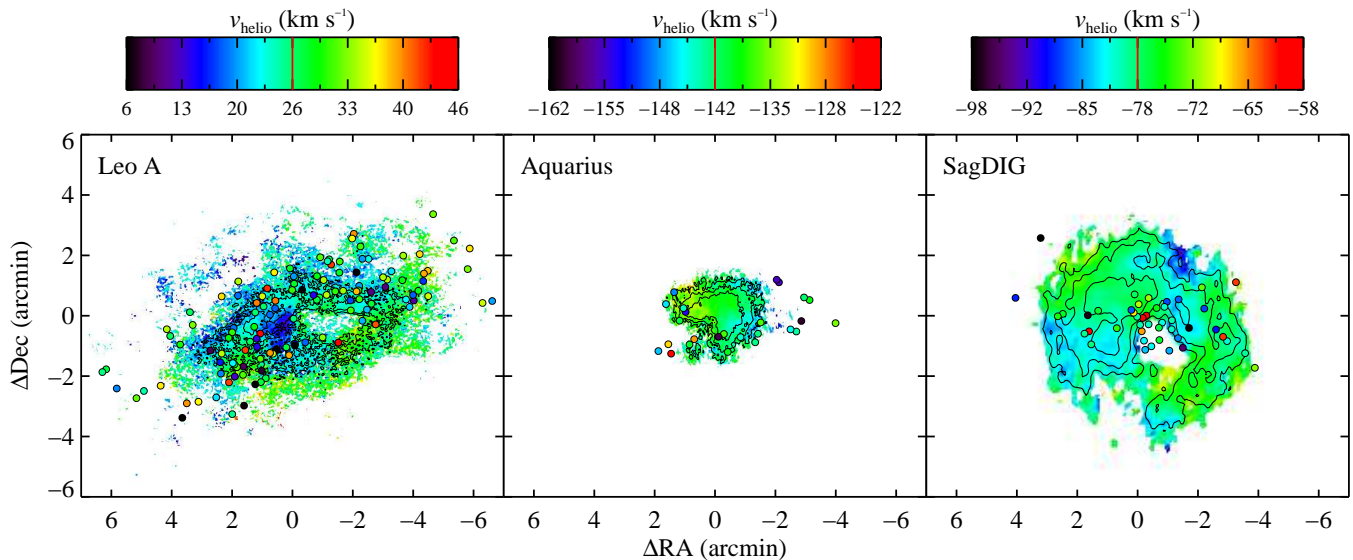 v_helio (km s⁻¹) v_helio (km s⁻¹) v_helio (km s⁻¹)
6 13 20 26 33 40 46 −162 −155 −148 −142 −135 −127 −122 −98 −92 −85 −78 −72 −65 −58
Leo A Aquarius SagDIG
6
4
2
0
−2
−4
−6
ΔDec (arcmin)
6 4 2 0 −2 −4 −6 6 4 2 0 −2 −4 −6 6 4 2 0 −2 −4 −6
ΔRA (arcmin)